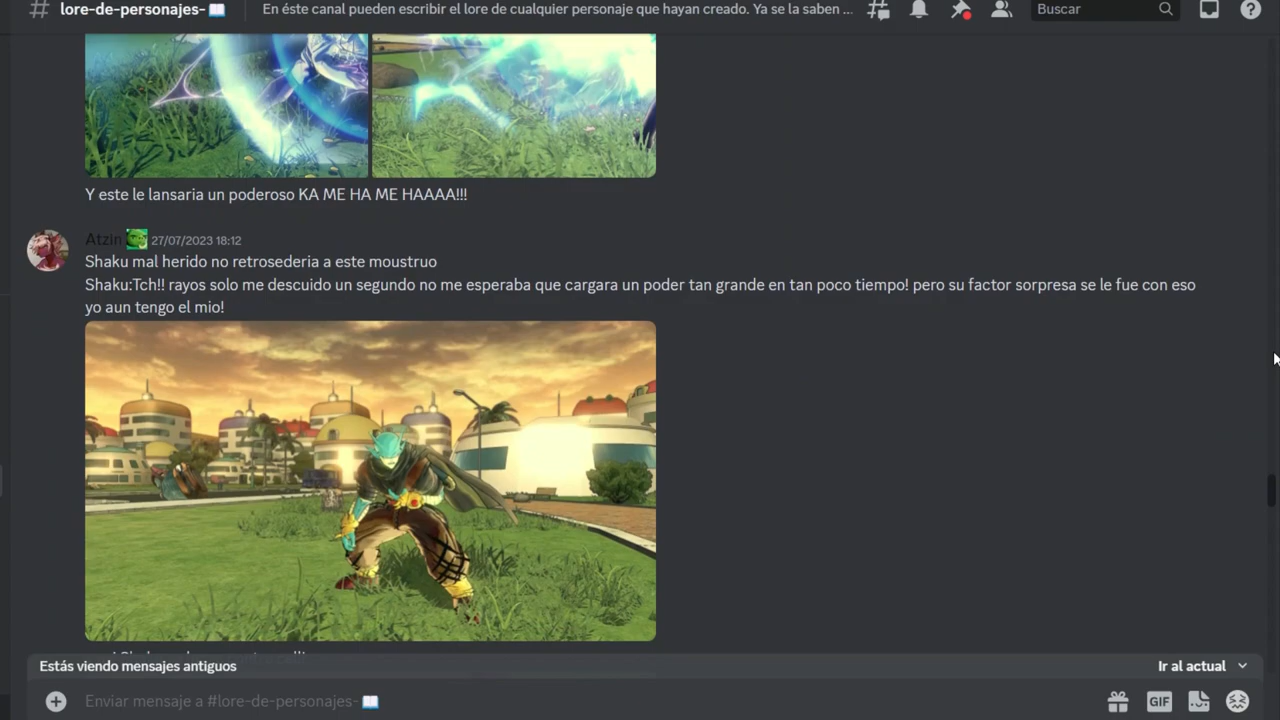 # lore-de-personajes-📖
En éste canal pueden escribir el lore de cualquier personaje que hayan creado. Ya se la saben ...
Buscar
Y este le lansaria un poderoso KA ME HA ME HAAAA!!!
Atzin 27/07/2023 18:12
Shaku mal herido no retrosederia a este moustruo
Shaku:Tch!! rayos solo me descuido un segundo no me esperaba que cargara un poder tan grande en tan poco tiempo! pero su factor sorpresa se le fue con eso
yo aun tengo el mio!
Estás viendo mensajes antiguos
Ir al actual
Enviar mensaje a #lore-de-personajes-📖
GIF